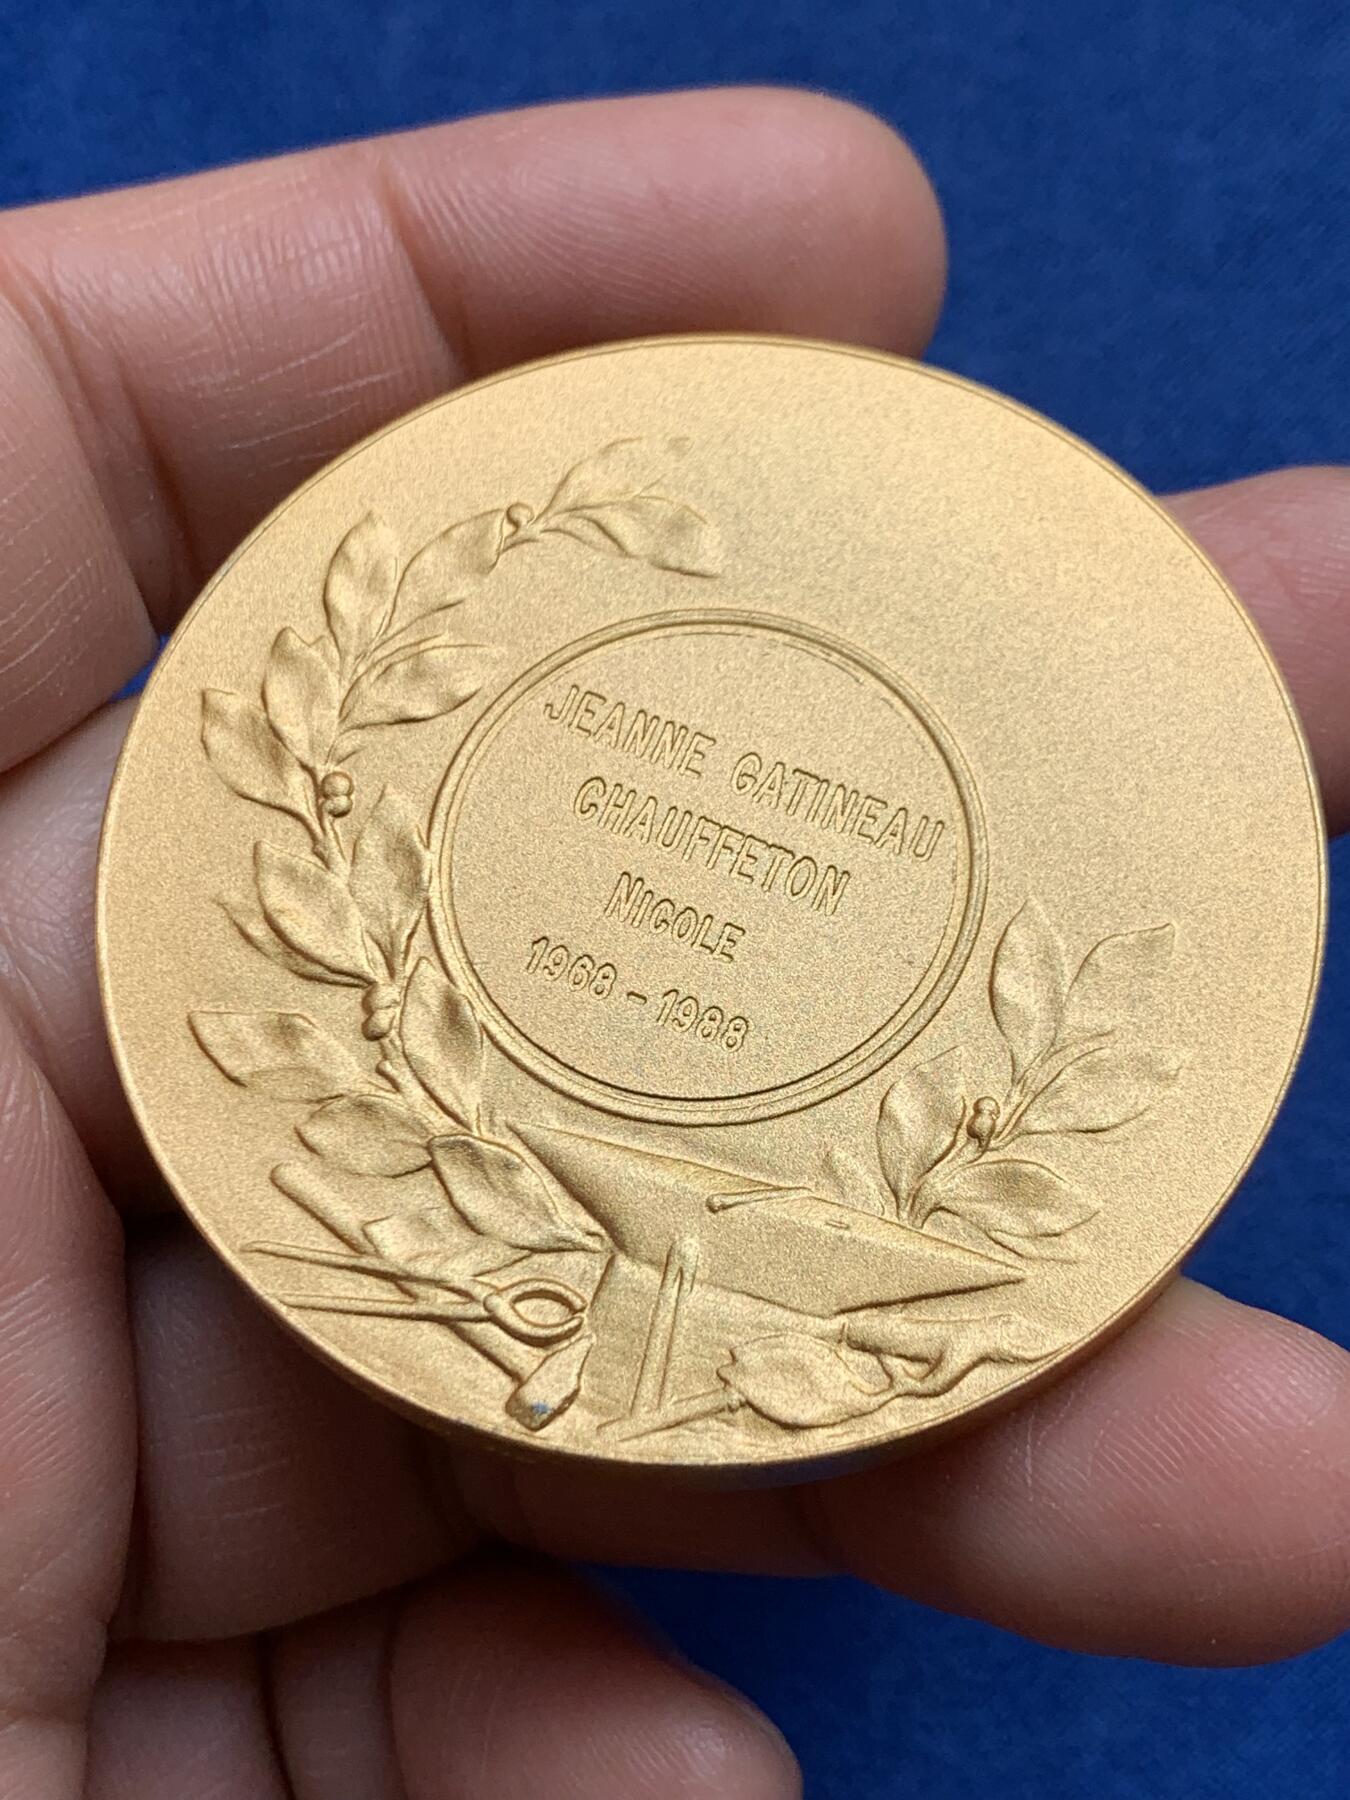 JEANNE GATINEAU
CHAUFFETON
NICOLE
1968 - 1988